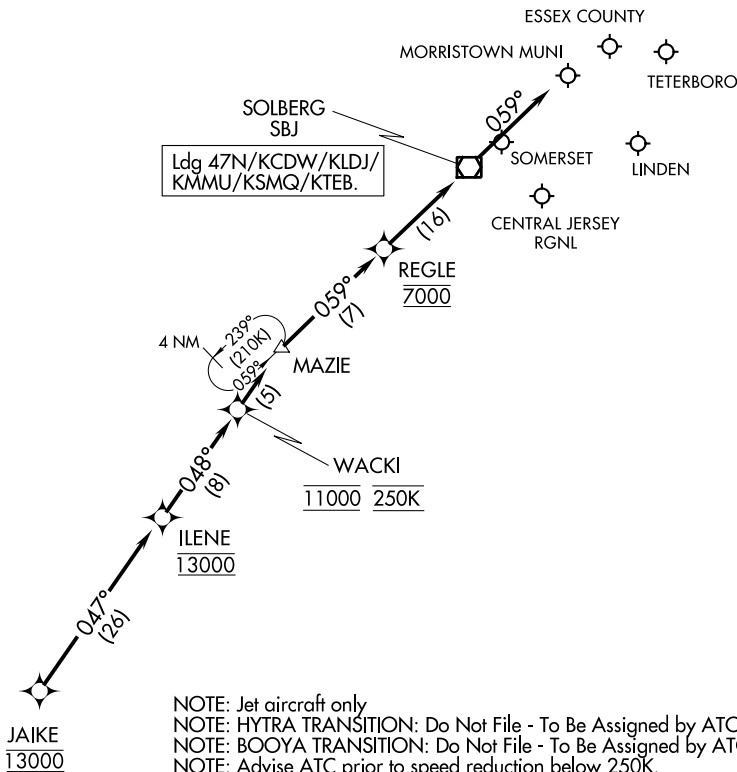 ESSEX COUNTY
MORRISTOWN MUNI
TETERBORO
SOLBERG
SBJ
059°
Ldg 47N/KCDW/KLDJ/
KMMU/KSMQ/KTEB.
SOMERSET
LINDEN
CENTRAL JERSEY
RGNL
(16)
REGLE
7000
059°
(7)
4 NM
239°
(210K)
059°
MAZIE
(5)
WACKI
11000 250K
048°
(8)
ILENE
13000
047°
(26)
JAIKE
13000
NOTE: Jet aircraft only
NOTE: HYTRA TRANSITION: Do Not File - To Be Assigned by ATC
NOTE: BOOYA TRANSITION: Do Not File - To Be Assigned by ATC
NOTE: Advise ATC prior to speed reduction below 250K.